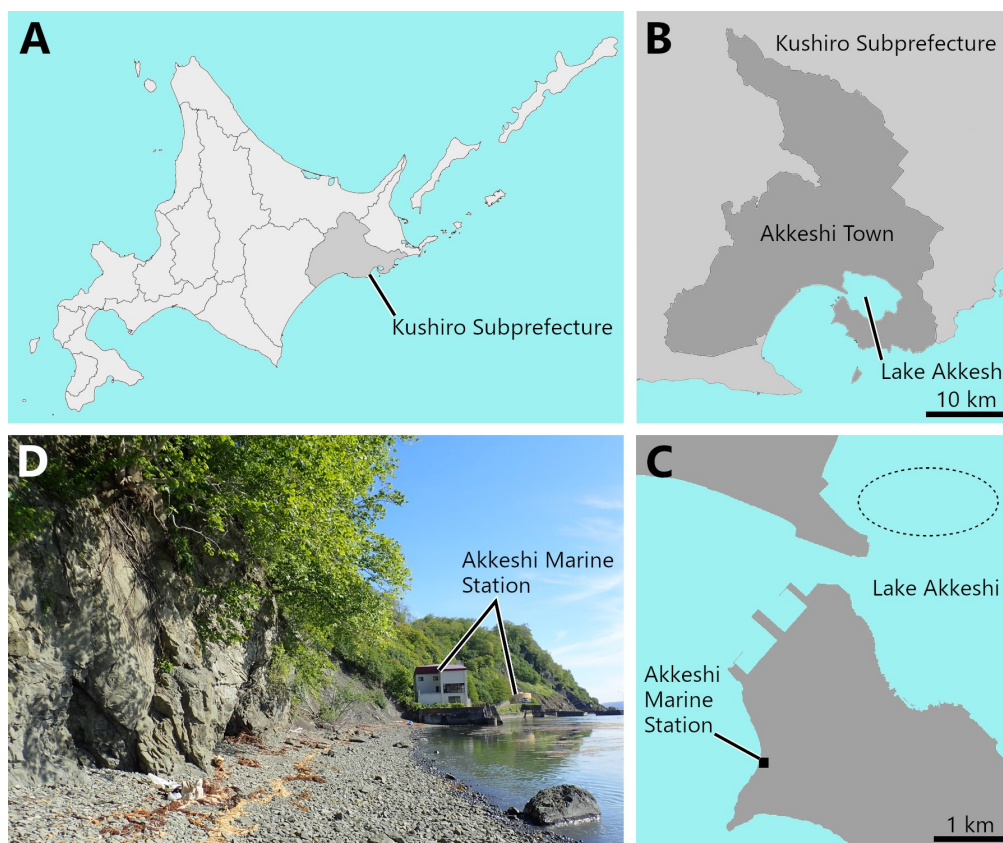 A
Kushiro Subprefecture
B
Kushiro Subprefecture
Akkeshi Town
Lake Akkeshi
10 km
D
Akkeshi Marine
Station
C
Lake Akkeshi
Akkeshi
Marine
Station
1 km